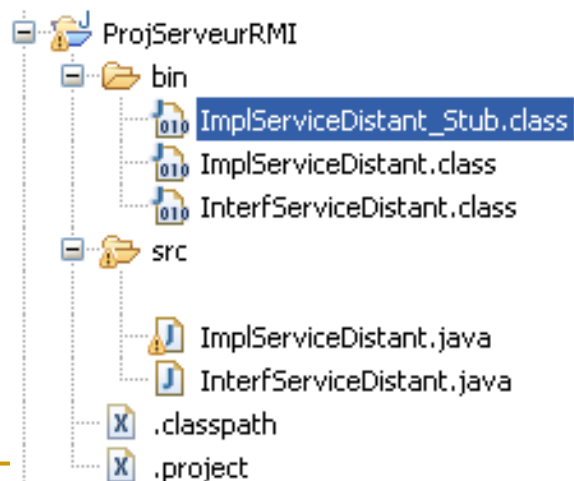 ProjServeurRMI
bin
ImplServiceDistant_Stub.class
ImplServiceDistant.class
InterfServiceDistant.class
src
ImplServiceDistant.java
InterfServiceDistant.java
.classpath
.project